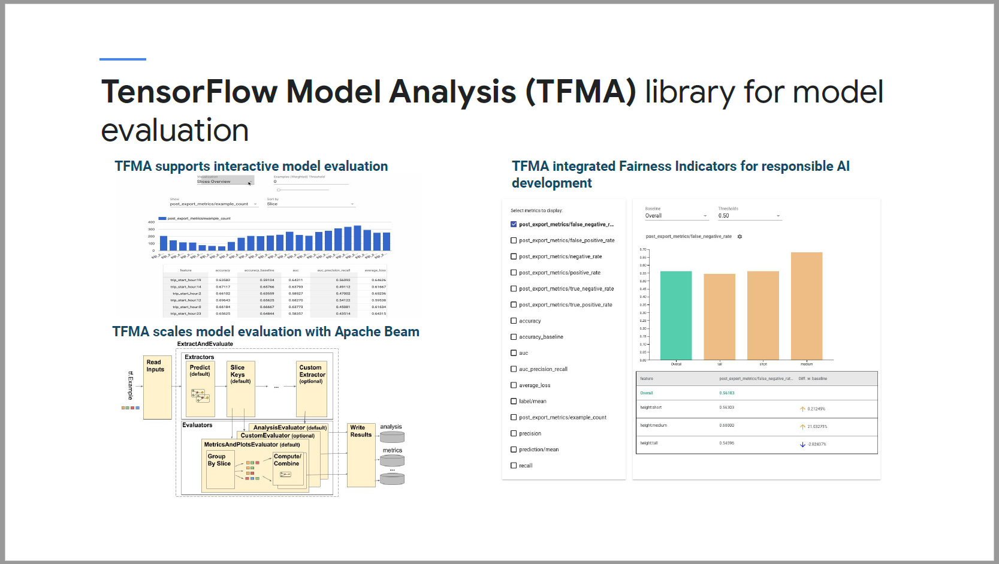 TensorFlow Model Analysis (TFMA) library for model
evaluation
TFMA supports interactive model evaluation
Visualization
Slices Overview
Examples (Weighted) Threshold
0
Show
post_export_metrics/example_count
Sort by
Slice
post_export_metrics/example_count
400
300
200
100
0
feature accuracy accuracy_baseline auc auc_precision_recall average_loss
trip_start_hour:19 0.63582 0.59104 0.64311 0.56092 0.64626
trip_start_hour:14 0.67117 0.65766 0.63793 0.49112 0.61667
trip_start_hour:2 0.66102 0.63559 0.58527 0.47002 0.65236
trip_start_hour:12 0.69643 0.65625 0.68270 0.54122 0.59538
trip_start_hour:0 0.66184 0.66667 0.63773 0.45081 0.61634
trip_start_hour:23 0.65625 0.64844 0.58357 0.43514 0.64315
TFMA scales model evaluation with Apache Beam
ExtractAndEvaluate
tf.Example
Read
Inputs
Extractors
Predict
(default)
Slice
Keys
(default)
...
Custom
Extractor
(optional)
Evaluators
AnalysisEvaluator (default)
CustomEvaluator (optional)
MetricsAndPlotsEvaluator (default)
Group
By Slice
Compute/
Combine
Write
Results
analysis
metrics
...
TFMA integrated Fairness Indicators for responsible AI
development
Select metrics to display:
post_export_metrics/false_negative_r...
post_export_metrics/false_positive_rate
post_export_metrics/negative_rate
post_export_metrics/positive_rate
post_export_metrics/true_negative_rate
post_export_metrics/true_positive_rate
accuracy
accuracy_baseline
auc
auc_precision_recall
average_loss
label/mean
post_export_metrics/example_count
precision
prediction/mean
recall
Baseline
Overall
Thresholds
0.50
post_export_metrics/false_negative_rate
0.70
0.65
0.60
0.55
0.50
0.45
0.40
0.35
0.30
0.25
0.20
0.15
0.10
0.05
0.00
Overall tall short medium
feature post_export_metrics/false_negative_rat... Diff. w. baseline
Overall 0.56183
height:short 0.56303 0.21249%
height:medium 0.68000 21.03275%
height:tall 0.54596 -2.82437%